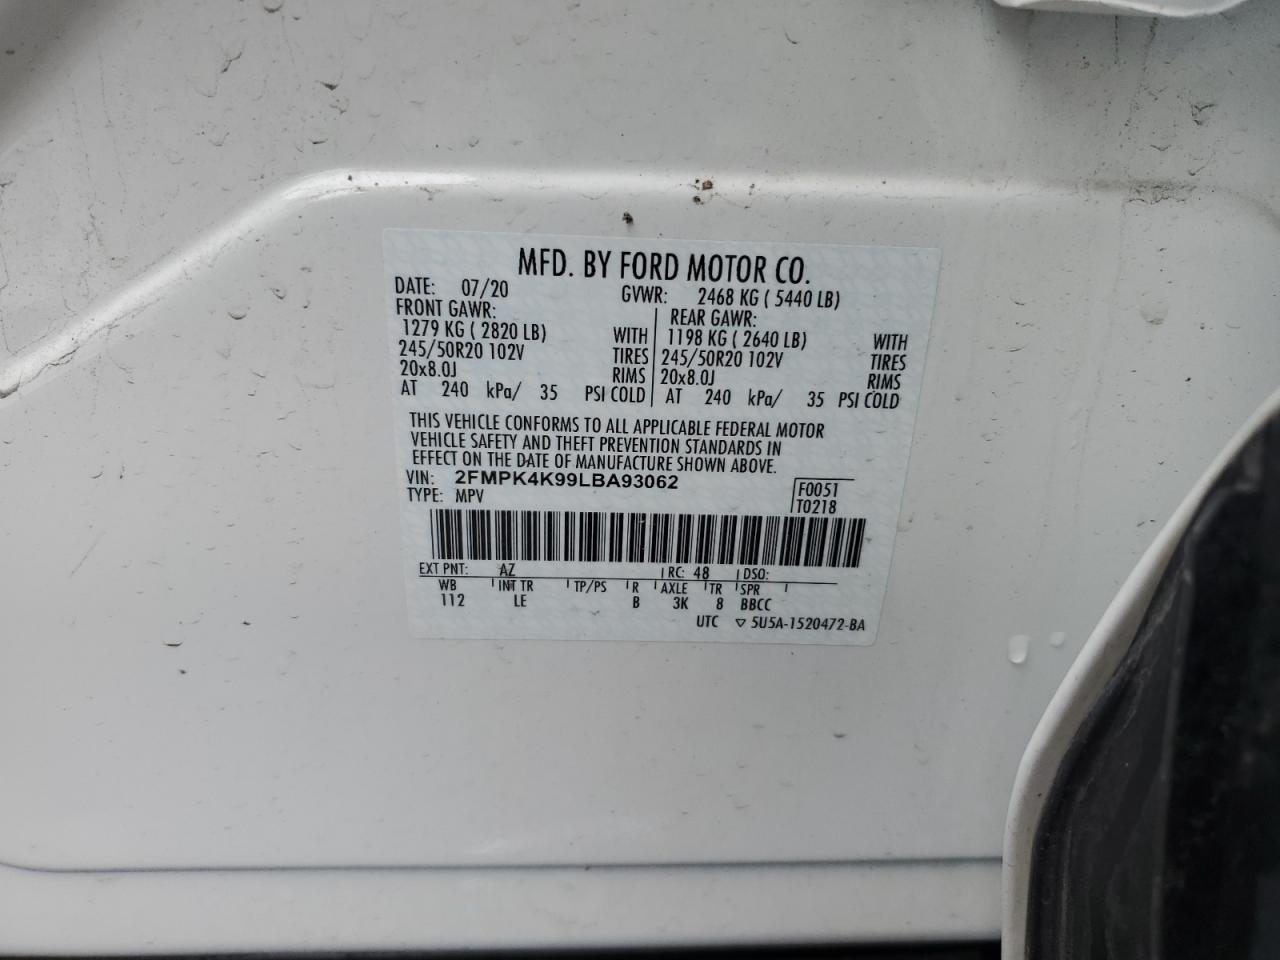 MFD. BY FORD MOTOR CO.
DATE: 07/20 GVWR: 2468 KG ( 5440 LB)
FRONT GAWR: REAR GAWR:
1279 KG ( 2820 LB) WITH 1198 KG ( 2640 LB) WITH
245/50R20 102V TIRES 245/50R20 102V TIRES
20x8.0J RIMS 20x8.0J RIMS
AT 240 kPa/ 35 PSI COLD AT 240 kPa/ 35 PSI COLD
THIS VEHICLE CONFORMS TO ALL APPLICABLE FEDERAL MOTOR
VEHICLE SAFETY AND THEFT PREVENTION STANDARDS IN
EFFECT ON THE DATE OF MANUFACTURE SHOWN ABOVE.
VIN: 2FMPK4K99LBA93062 F0051
TYPE: MPV T0218
EXT PNT: AZ RC: 48 DSO:
WB INT TR TP/PS R AXLE TR SPR
112 LE B 3K 8 BBCC
UTC ▽ 5U5A-1520472-BA